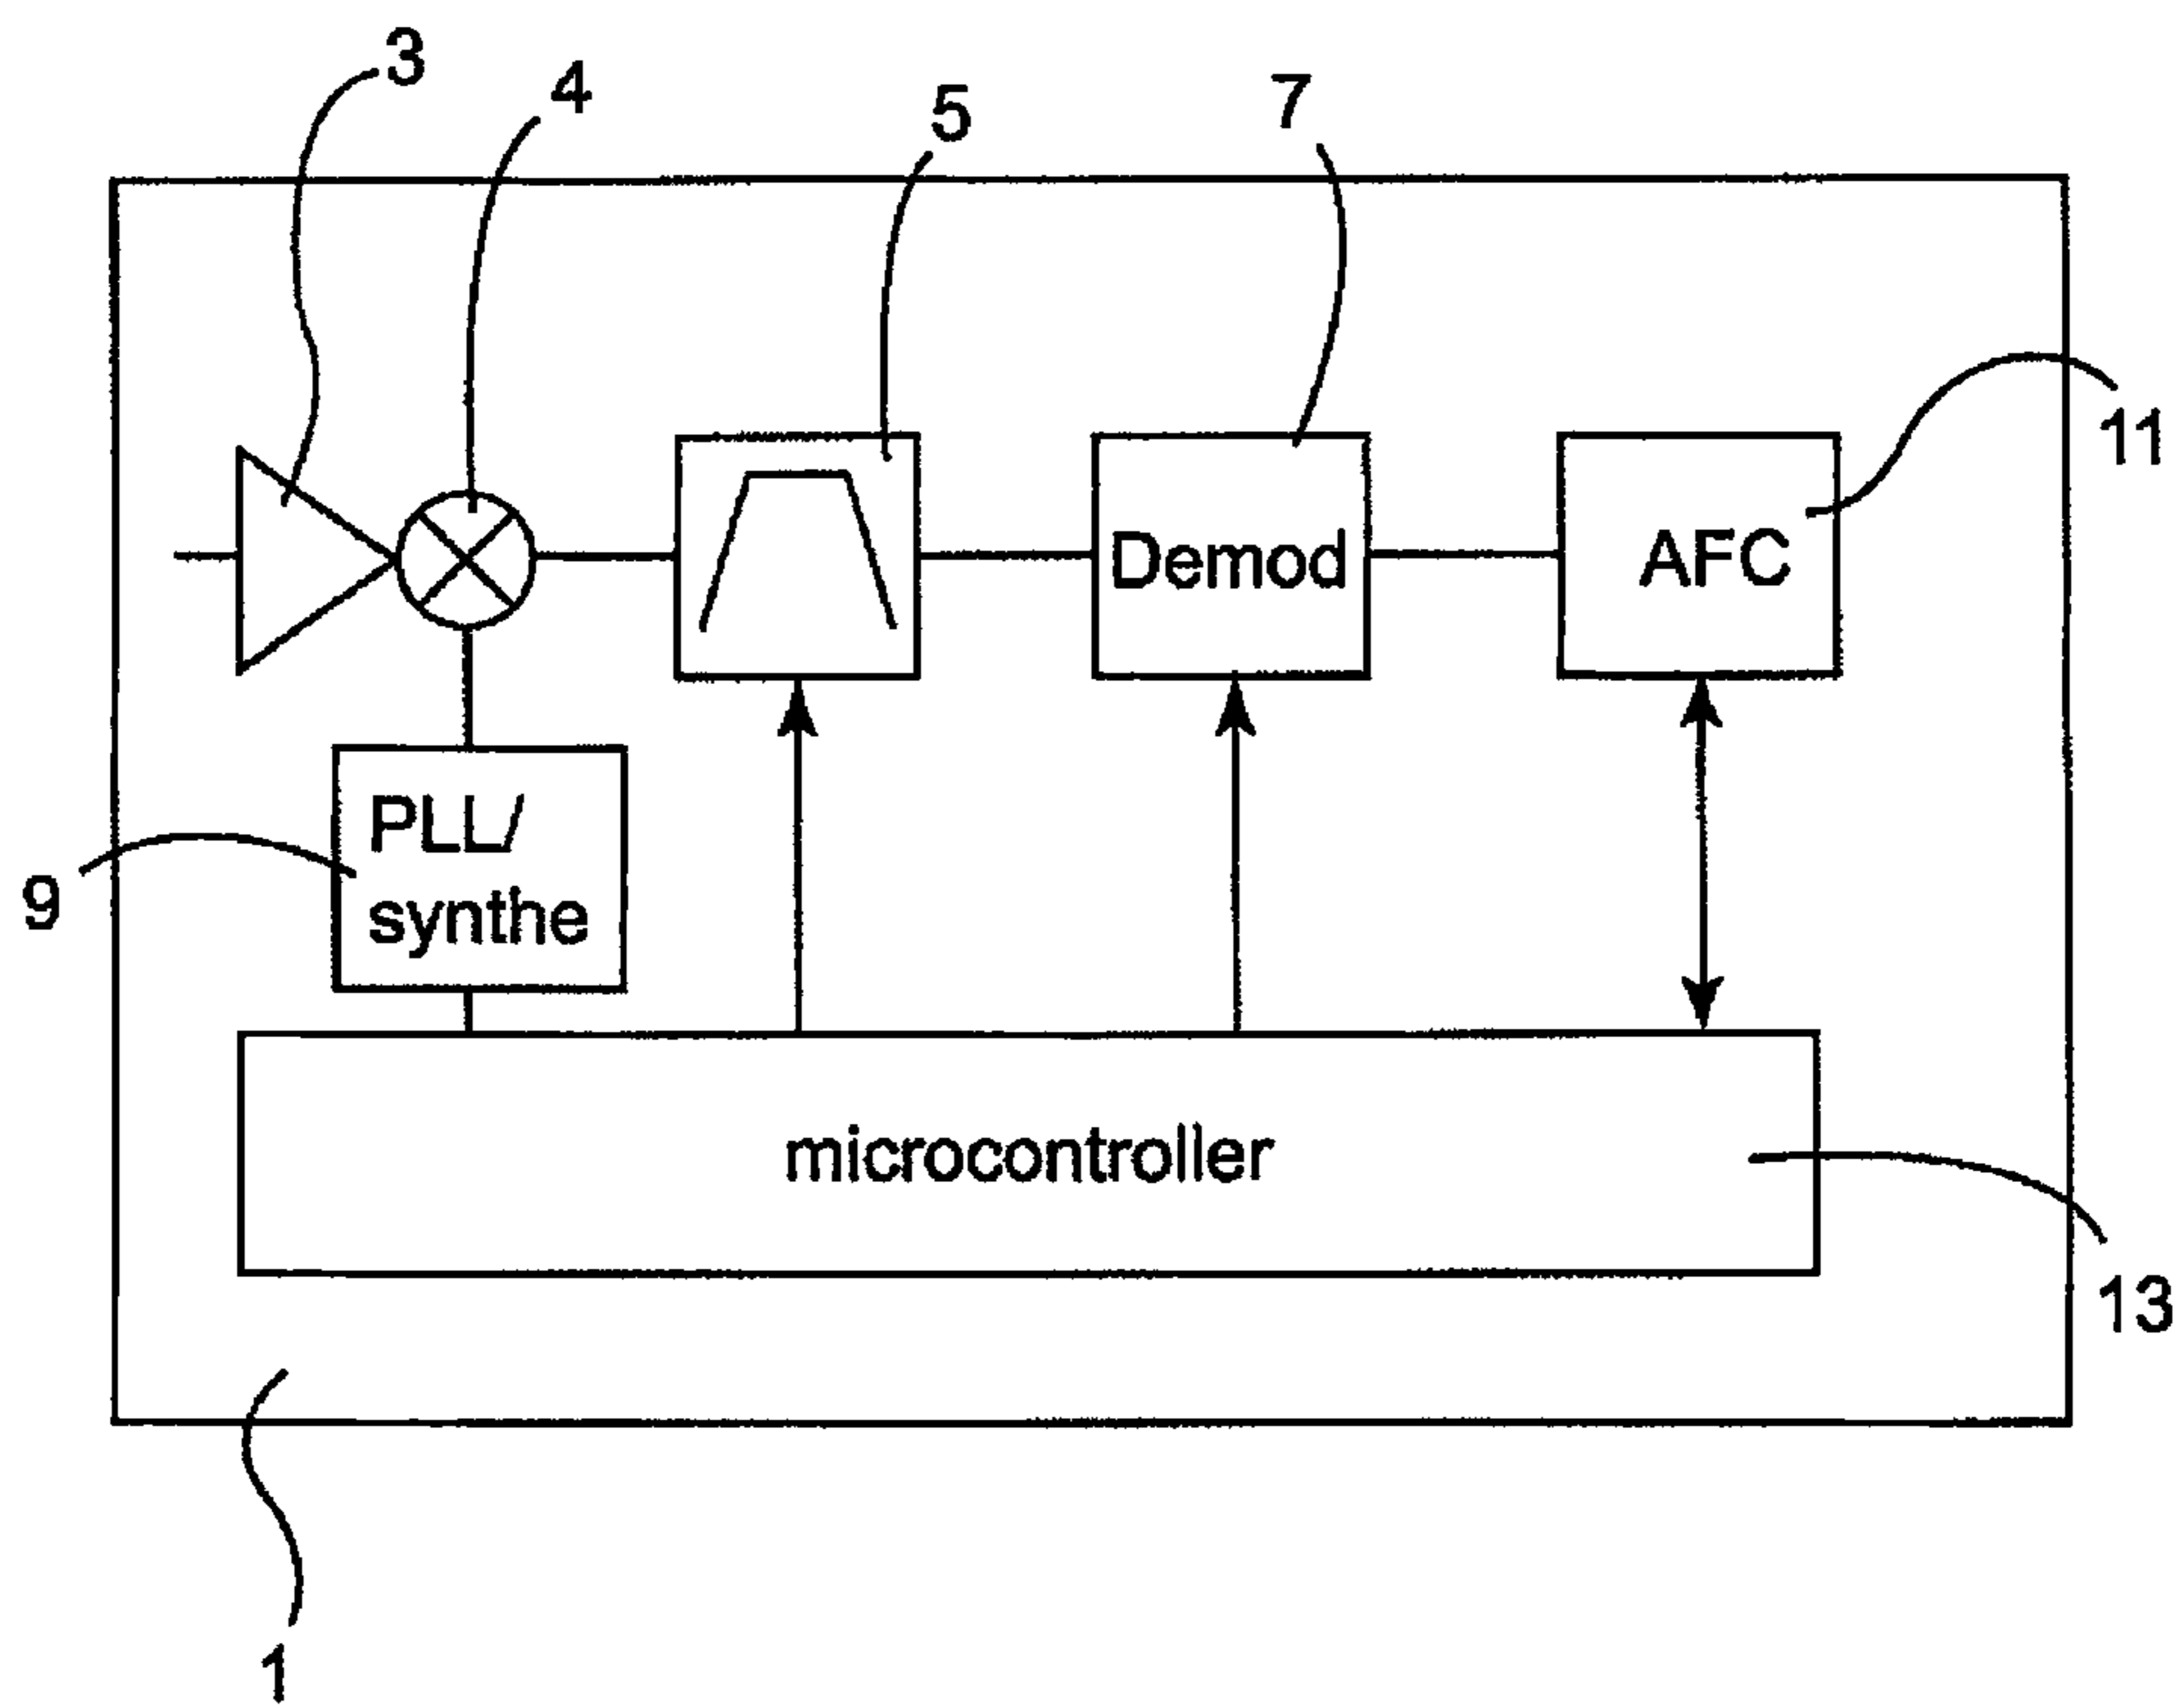 3
4
5
7
11
Demod
AFC
PLL/
synthe
9
microcontroller
13
1